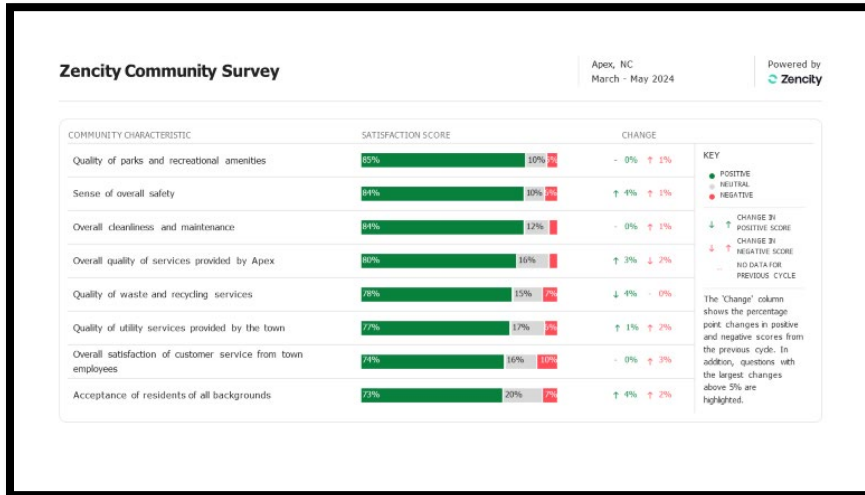 Zencity Community Survey
Apex, NC
March - May 2024
Powered by
Zencity
COMMUNITY CHARACTERISTIC SATISFACTION SCORE CHANGE
Quality of parks and recreational amenities 85% 10% - 0% ↑ 1%
Sense of overall safety 84% 10% ↑ 4% ↑ 1%
Overall cleanliness and maintenance 84% 12% - 0% ↑ 1%
Overall quality of services provided by Apex 80% 16% ↑ 3% ↓ 2%
Quality of waste and recycling services 78% 15% 7% ↓ 4% - 0%
Quality of utility services provided by the town 77% 17% ↑ 1% ↑ 2%
Overall satisfaction of customer service from town
employees 74% 16% 10% - 0% ↑ 3%
Acceptance of residents of all backgrounds 73% 20% 7% ↑ 4% ↑ 2%
KEY
POSITIVE
NEUTRAL
NEGATIVE
↓ ↑ CHANGE IN
POSITIVE SCORE
↓ ↑ CHANGE IN
NEGATIVE SCORE
NO DATA FOR
PREVIOUS CYCLE
The 'Change' column
shows the percentage
point changes in positive
and negative scores from
the previous cycle. In
addition, questions with
the largest changes
above 5% are
highlighted.